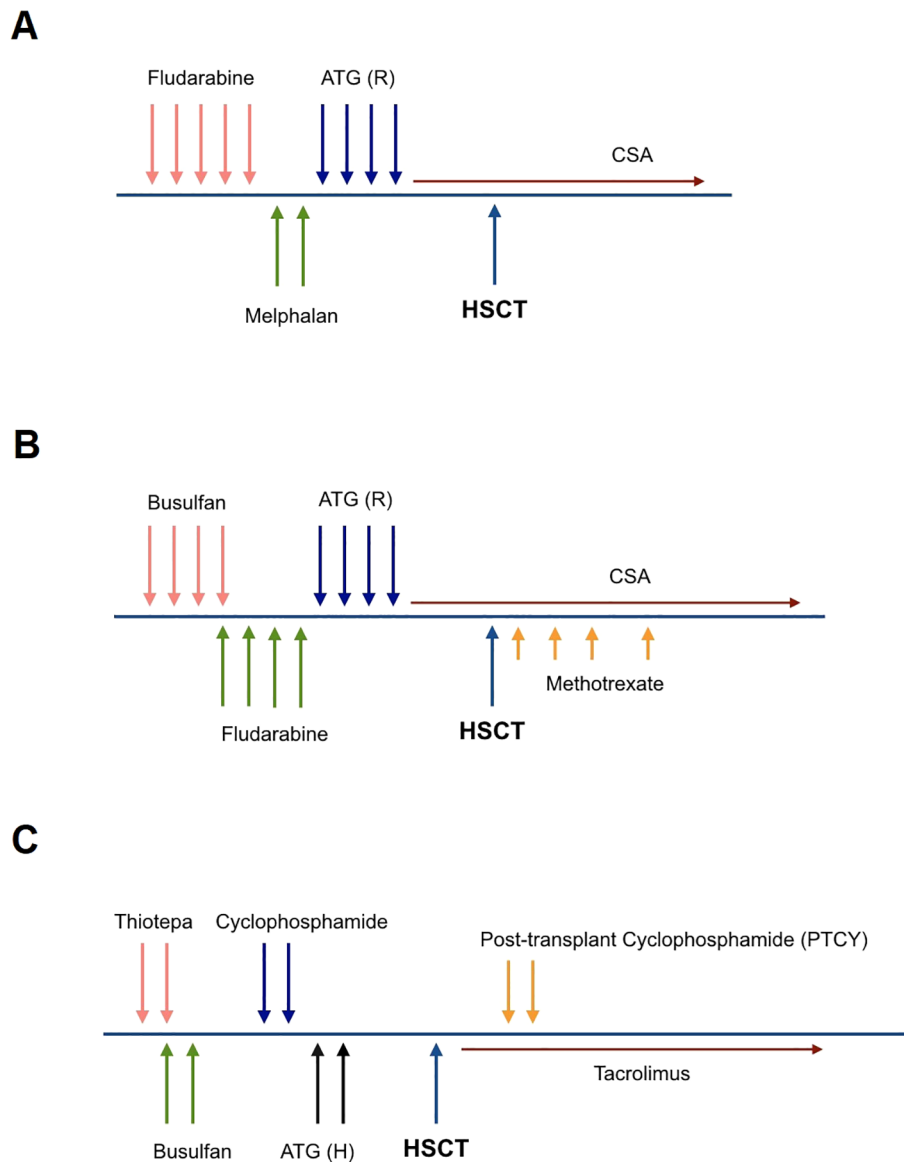 A
Fludarabine
ATG (R)
CSA
Melphalan
HSCT
B
Busulfan
ATG (R)
CSA
Methotrexate
Fludarabine
HSCT
C
Thiotepa
Cyclophosphamide
Post-transplant Cyclophosphamide (PTCY)
Tacrolimus
Busulfan
ATG (H)
HSCT